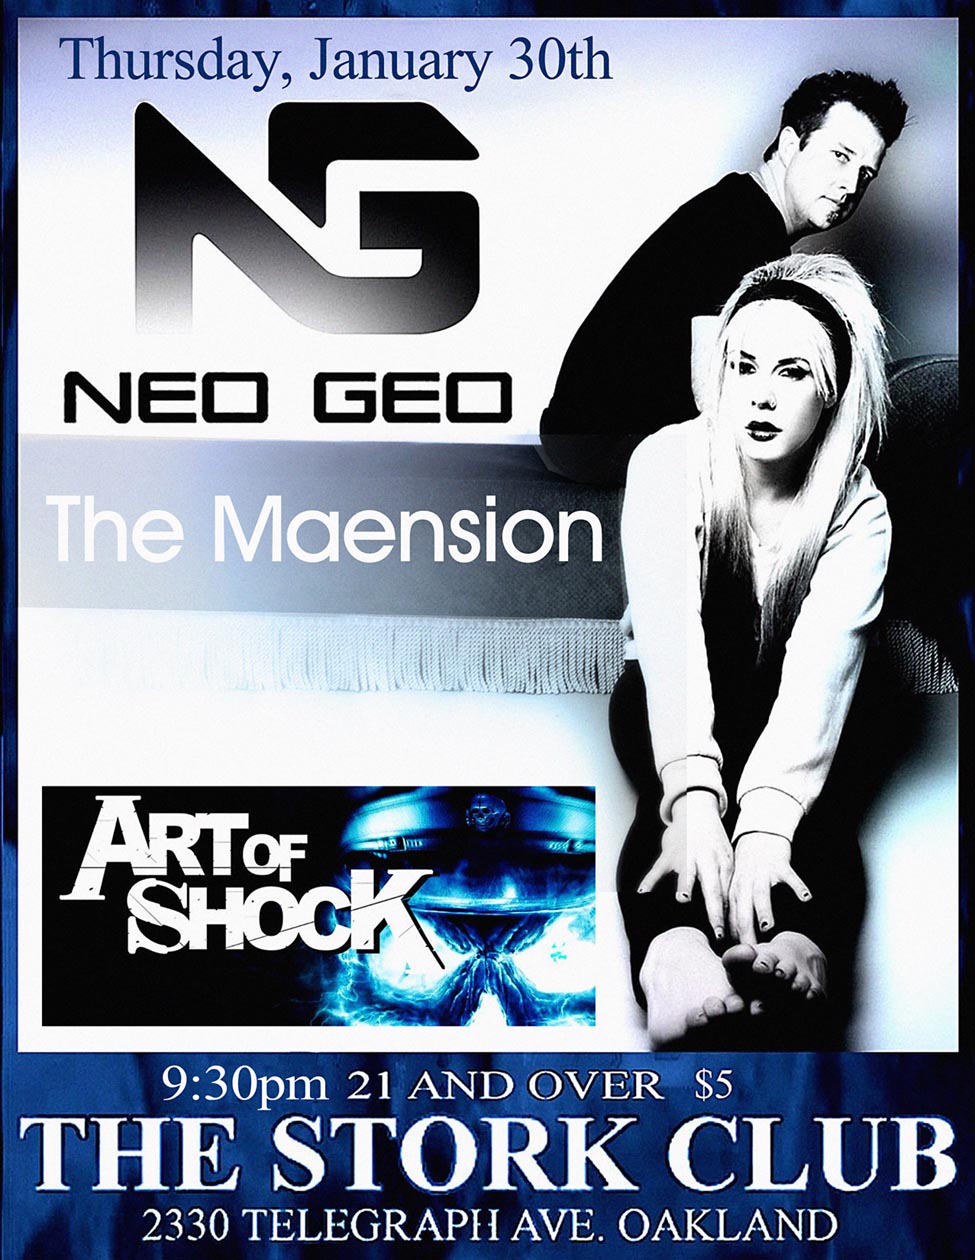 Thursday, January 30th
NG
NEO GEO
The Maension
ART OF
SHOCK
9:30pm 21 AND OVER $5
THE STORK CLUB
2330 TELEGRAPH AVE. OAKLAND